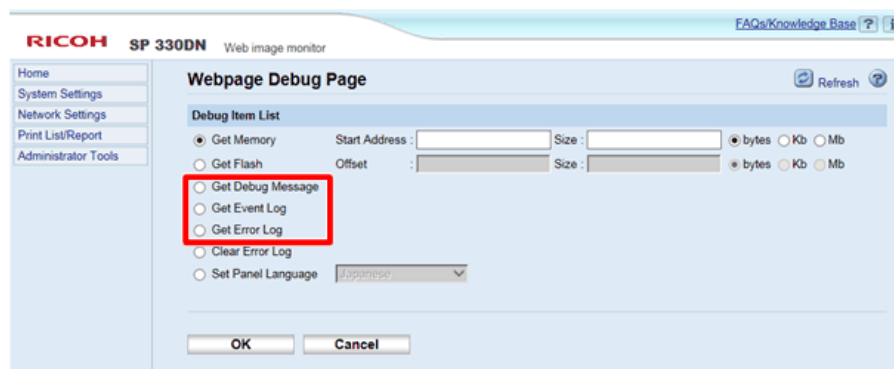 FAQs/Knowledge Base ?
RICOH SP 330DN Web image monitor
Home
System Settings
Network Settings
Print List/Report
Administrator Tools
Webpage Debug Page
Refresh ?
Debug Item List
Get Memory Start Address : Size : bytes Kb Mb
Get Flash Offset : Size : bytes Kb Mb
Get Debug Message
Get Event Log
Get Error Log
Clear Error Log
Set Panel Language Japanese
OK Cancel